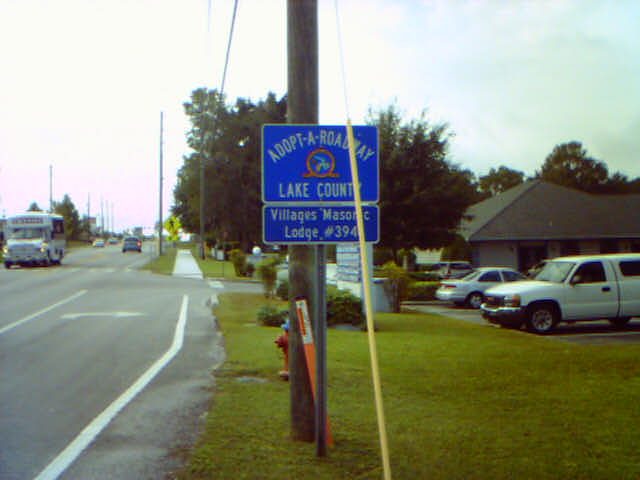 ADOPT-A-ROADWAY
LAKE COUNTY
Villages Masonic
Lodge #394